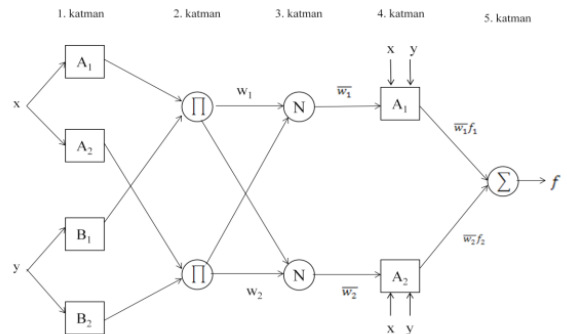 1. katman 2. katman 3. katman 4. katman 5. katman
x y
A₁ A₁
∏ w₁ N w̅₁
w̅₁f₁
x
A₂
∑ f
B₁
w̅₂f₂
y
∏ w₂ N w̅₂ A₂
B₂
x y